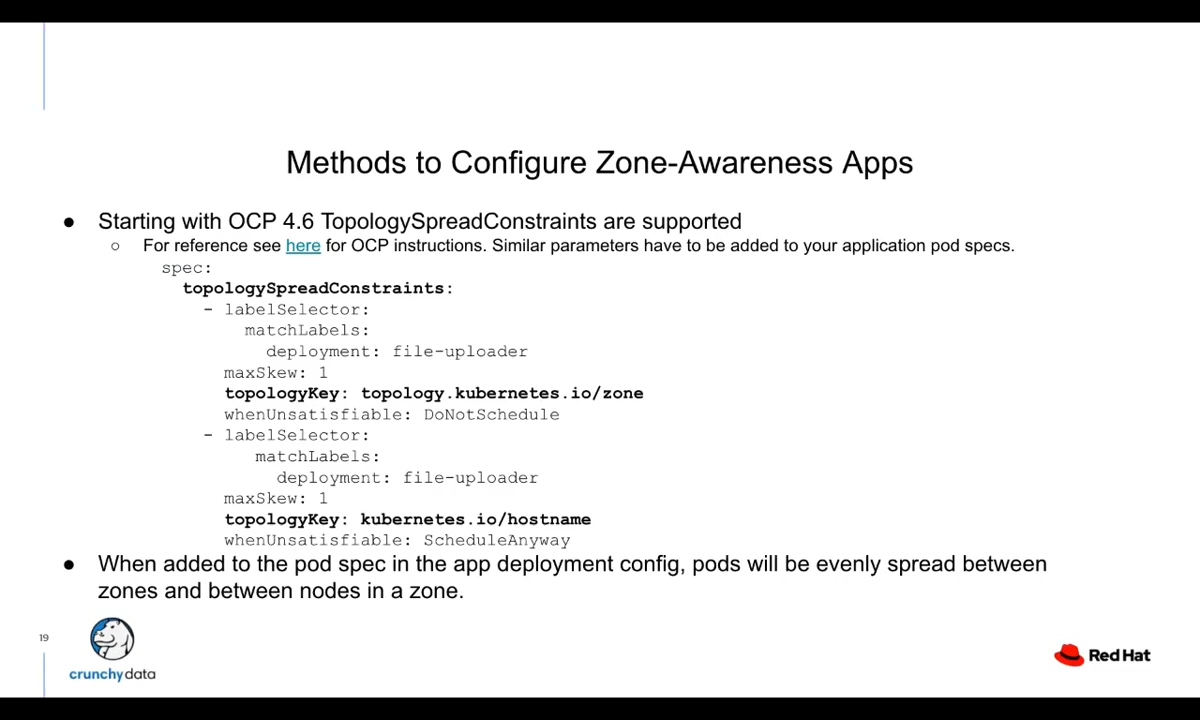 Methods to Configure Zone-Awareness Apps
● Starting with OCP 4.6 TopologySpreadConstraints are supported
○ For reference see here for OCP instructions. Similar parameters have to be added to your application pod specs.
spec:
  topologySpreadConstraints:
    - labelSelector:
        matchLabels:
          deployment: file-uploader
      maxSkew: 1
      topologyKey: topology.kubernetes.io/zone
      whenUnsatisfiable: DoNotSchedule
    - labelSelector:
         matchLabels:
           deployment: file-uploader
      maxSkew: 1
      topologyKey: kubernetes.io/hostname
      whenUnsatisfiable: ScheduleAnyway
● When added to the pod spec in the app deployment config, pods will be evenly spread between
zones and between nodes in a zone.
19
crunchydata
Red Hat